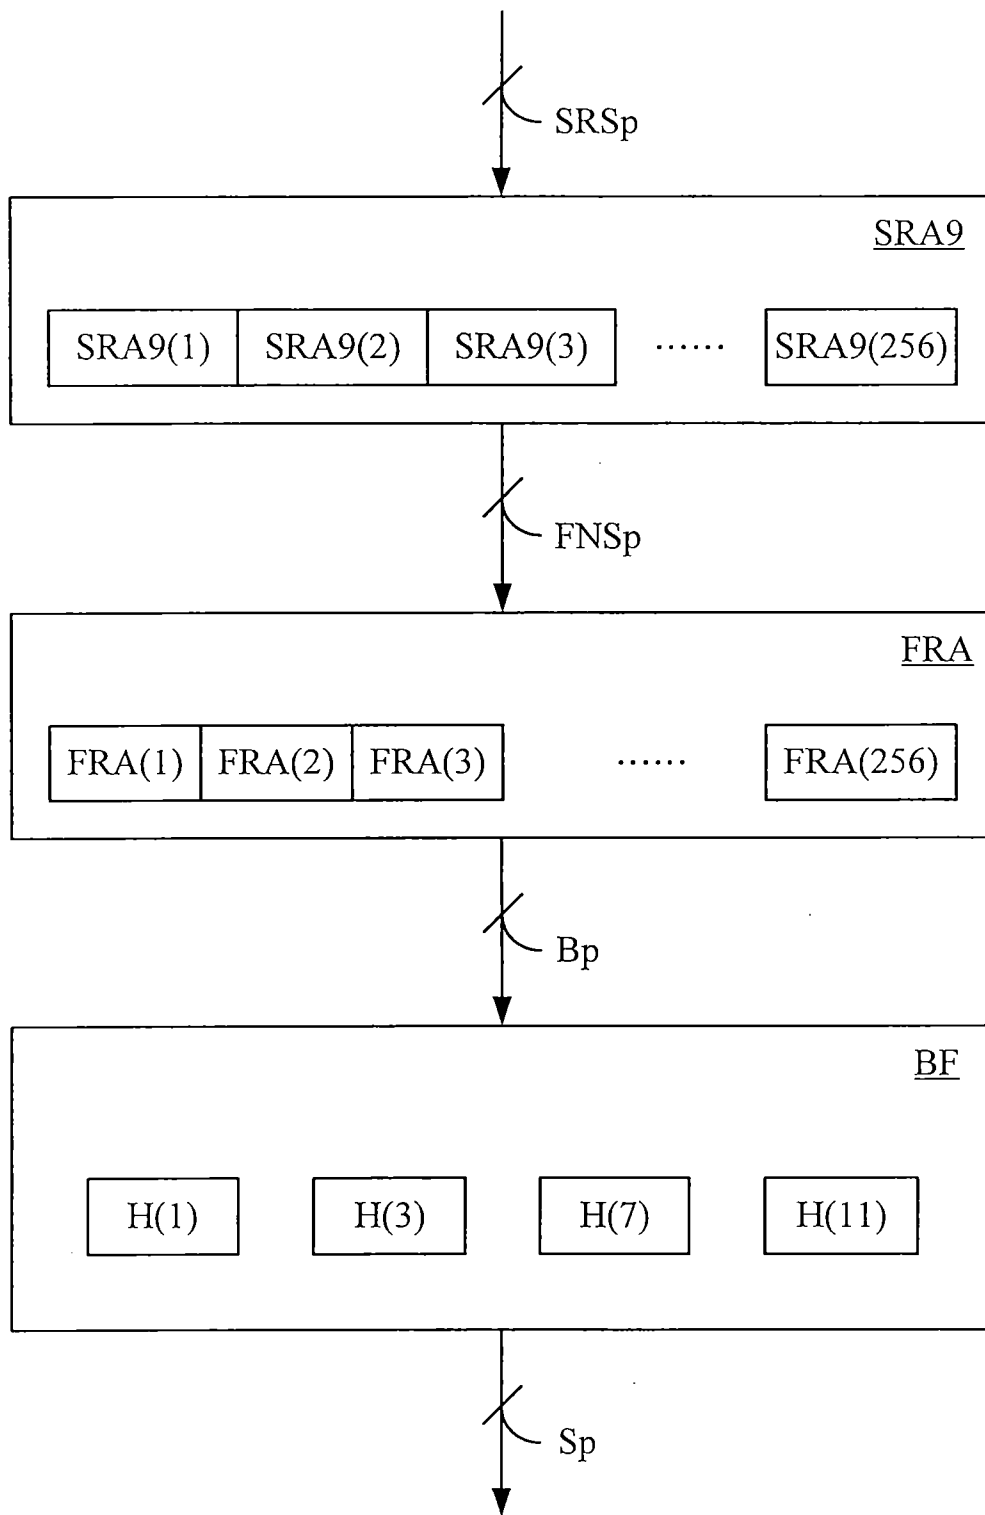 SRSp
SRA9
SRA9(1) SRA9(2) SRA9(3) ...... SRA9(256)
FNSp
FRA
FRA(1) FRA(2) FRA(3) ...... FRA(256)
Bp
BF
H(1) H(3) H(7) H(11)
Sp